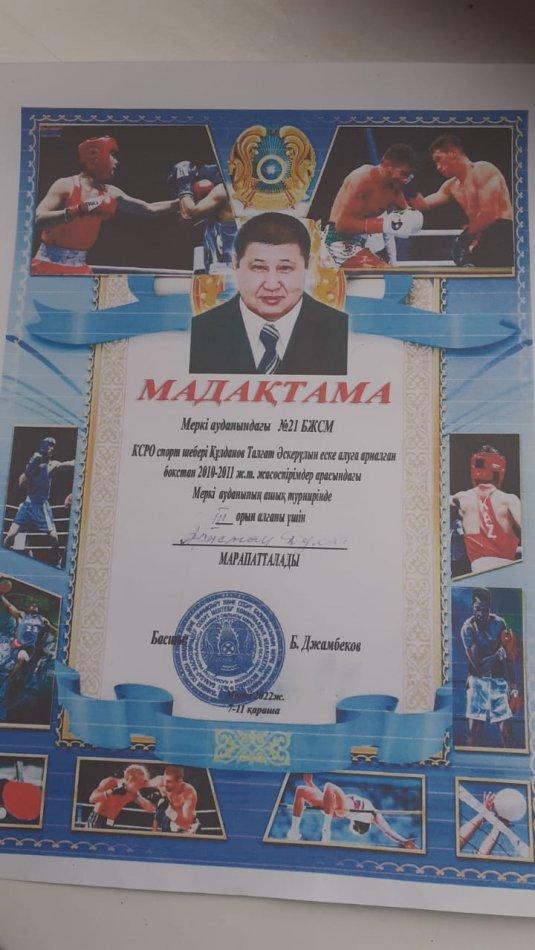 МАДАҚТАМА
Меркі ауданындағы №21 БЖСМ
КСРО спорт шебері Құлданов Талғат Әскерұлын еске алуға арналған
бокстан 2010-2011 ж.т. жасөспірімдер арасындағы
Меркі ауданының ашық турнирінде
III орын алғаны үшін
МАРАПАТТАЛАДЫ
Б. Джамбеков
2022ж.
7-11 қараша